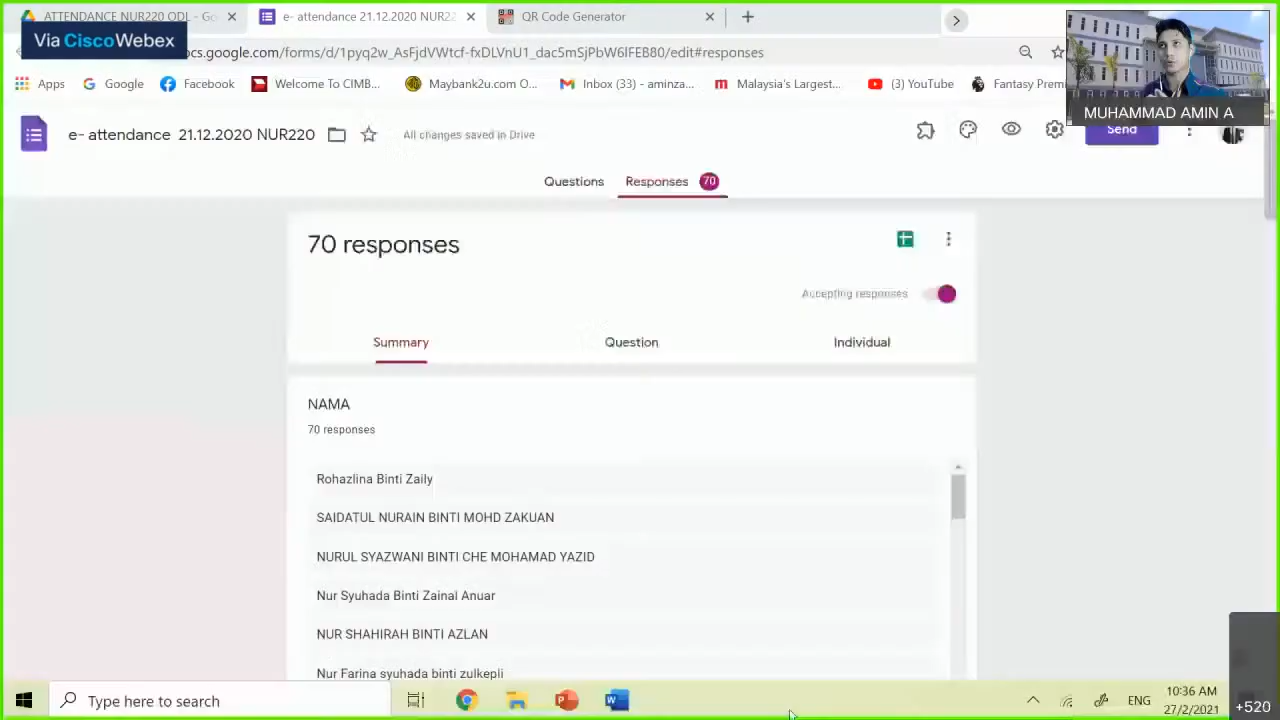 ATTENDANCE NUR220 ODL - Go
e- attendance 21.12.2020 NUR22
QR Code Generator
Via CiscoWebex
ocs.google.com/forms/d/1pyq2w_AsFjdVWtcf-fxDLVnU1_dac5mSjPbW6lFEB80/edit#responses
Apps
Google
Facebook
Welcome To CIMB...
Maybank2u.com O...
Inbox (33) - aminza...
Malaysia's Largest...
(3) YouTube
Fantasy Prem
MUHAMMAD AMIN A
e- attendance 21.12.2020 NUR220
All changes saved in Drive
Send
Questions
Responses 70
70 responses
Accepting responses
Summary
Question
Individual
NAMA
70 responses
Rohazlina Binti Zaily
SAIDATUL NURAIN BINTI MOHD ZAKUAN
NURUL SYAZWANI BINTI CHE MOHAMAD YAZID
Nur Syuhada Binti Zainal Anuar
NUR SHAHIRAH BINTI AZLAN
Nur Farina syuhada binti zulkepli
Type here to search
ENG
10:36 AM
27/2/2021
+520